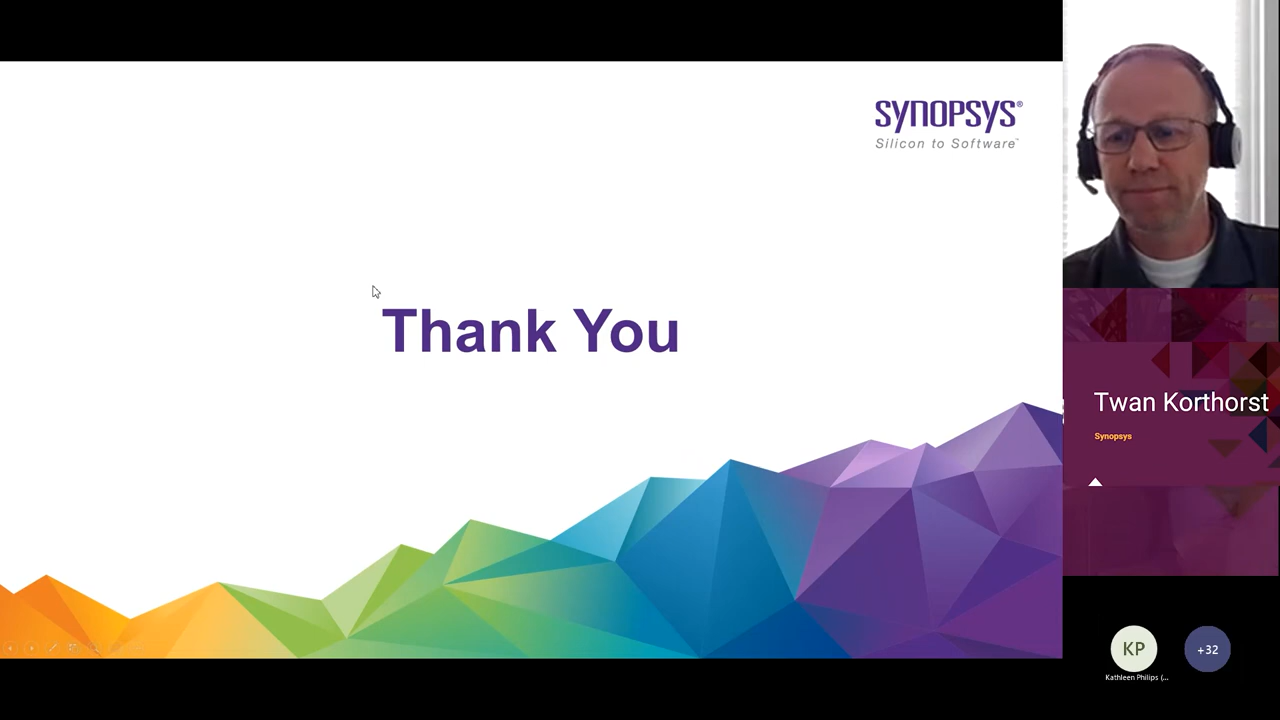 SYNOPSYS®
Silicon to Software™
Thank You
Twan Korthorst
Synopsys
KP
+32
Kathleen Philips (...